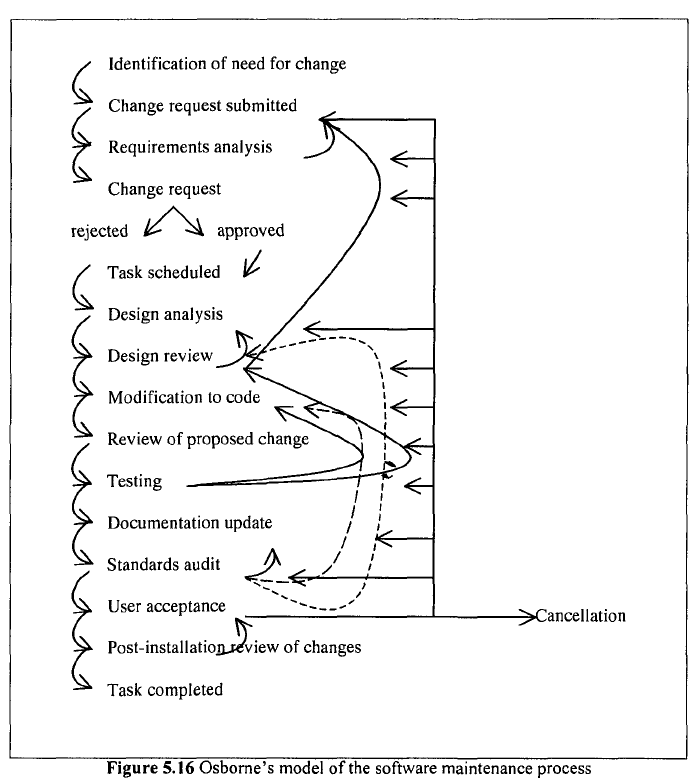 Identification of need for change
Change request submitted
Requirements analysis
Change request
rejected approved
Task scheduled
Design analysis
Design review
Modification to code
Review of proposed change
Testing
Documentation update
Standards audit
User acceptance
Cancellation
Post-installation review of changes
Task completed
Figure 5.16 Osborne's model of the software maintenance process